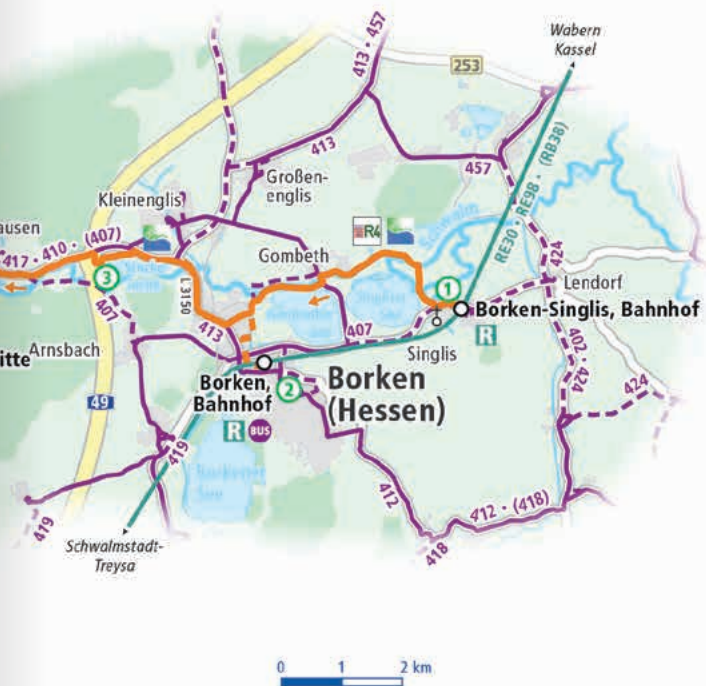 Wabern
Kassel
413 · 457
253
413
457
Großen-
englis
Kleinenglis
R4
Schwalm
RE30 · RE98 · (RB38)
ausen
417 · 410 · (407)
Gombeth
424
3
1
Lendorf
L3150
Borken-Singlis, Bahnhof
407
413
407
R
Singlis
itte
Arnsbach
402 · 424
Borken,
Bahnhof
2
Borken
(Hessen)
49
424
R
BUS
419
412
412 · (418)
419
418
Schwalmstadt-
Treysa
0 1 2 km